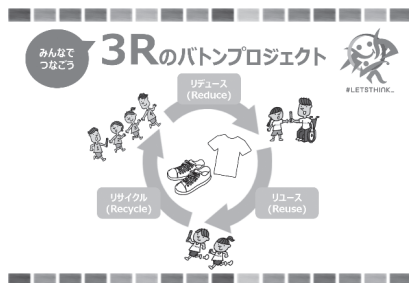 みんなで
つなごう
3Rのバトンプロジェクト
#LETSTHINK_
リデュース
(Reduce)
リサイクル
(Recycle)
リユース
(Reuse)